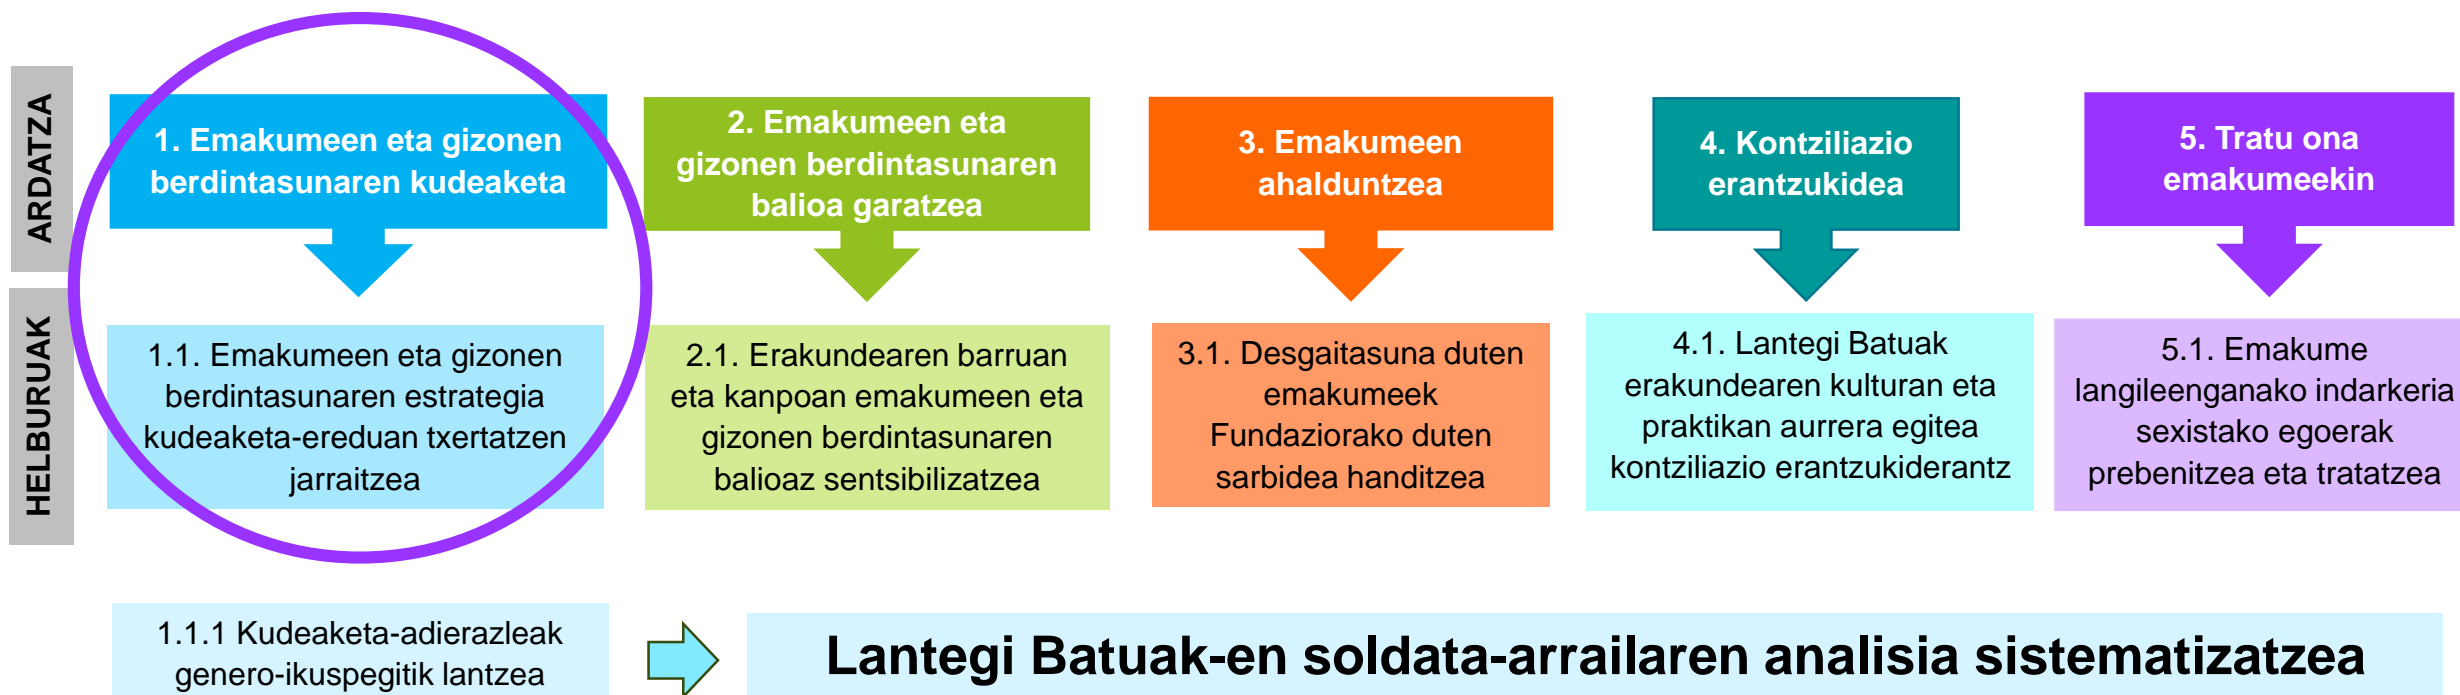 ARDATZA
1. Emakumeen eta gizonen
berdintasunaren kudeaketa
2. Emakumeen eta
gizonen berdintasunaren
balioa garatzea
3. Emakumeen
ahalduntzea
4. Kontziliazio
erantzukidea
5. Tratu ona
emakumeekin
HELBURUAK
1.1. Emakumeen eta gizonen
berdintasunaren estrategia
kudeaketa-ereduan txertatzen
jarraitzea
2.1. Erakundearen barruan
eta kanpoan emakumeen eta
gizonen berdintasunaren
balioaz sentsibilizatzea
3.1. Desgaitasuna duten
emakumeek
Fundaziorako duten
sarbidea handitzea
4.1. Lantegi Batuak
erakundearen kulturan eta
praktikan aurrera egitea
kontziliazio erantzukiderantz
5.1. Emakume
langileenganako indarkeria
sexistako egoerak
prebenitzea eta tratatzea
1.1.1 Kudeaketa-adierazleak
genero-ikuspegitik lantzea
Lantegi Batuak-en soldata-arrailaren analisia sistematizatzea